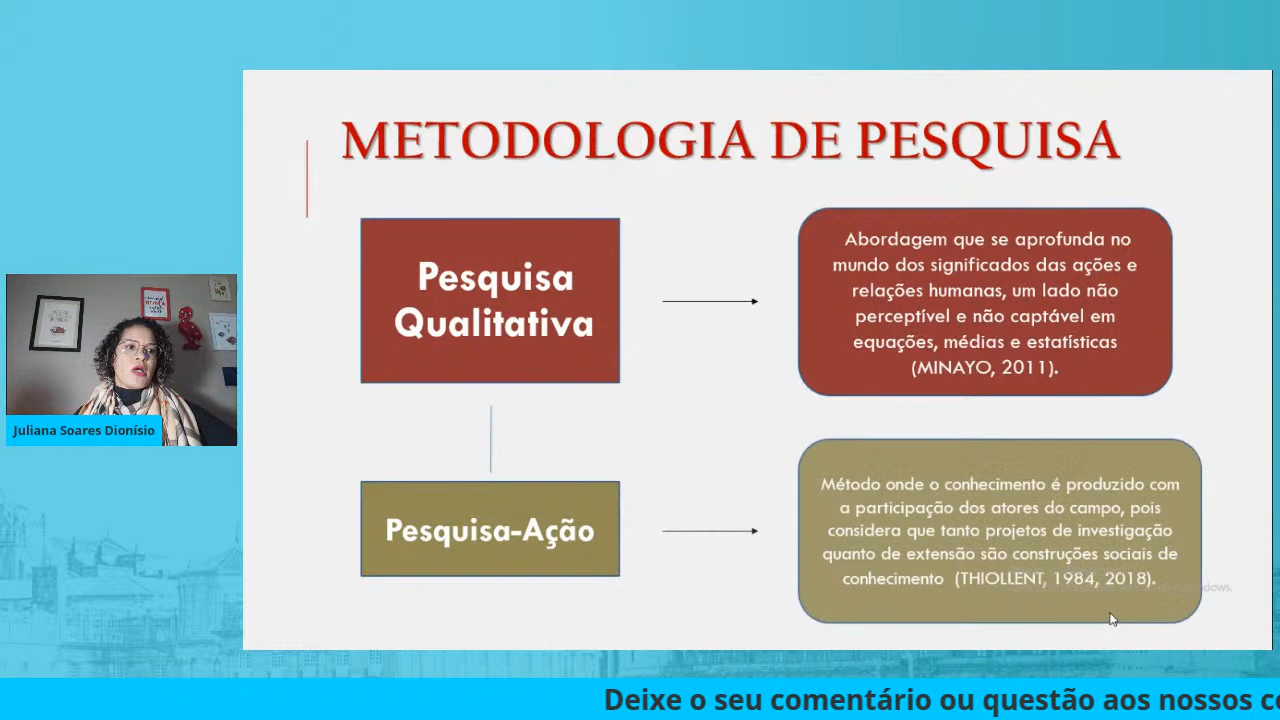 METODOLOGIA DE PESQUISA
Pesquisa
Qualitativa
Abordagem que se aprofunda no
mundo dos significados das ações e
relações humanas, um lado não
perceptível e não captável em
equações, médias e estatísticas
(MINAYO, 2011).
Pesquisa-Ação
Método onde o conhecimento é produzido com
a participação dos atores do campo, pois
considera que tanto projetos de investigação
quanto de extensão são construções sociais de
conhecimento (THIOLLENT, 1984, 2018).
Juliana Soares Dionísio
Deixe o seu comentário ou questão aos nossos